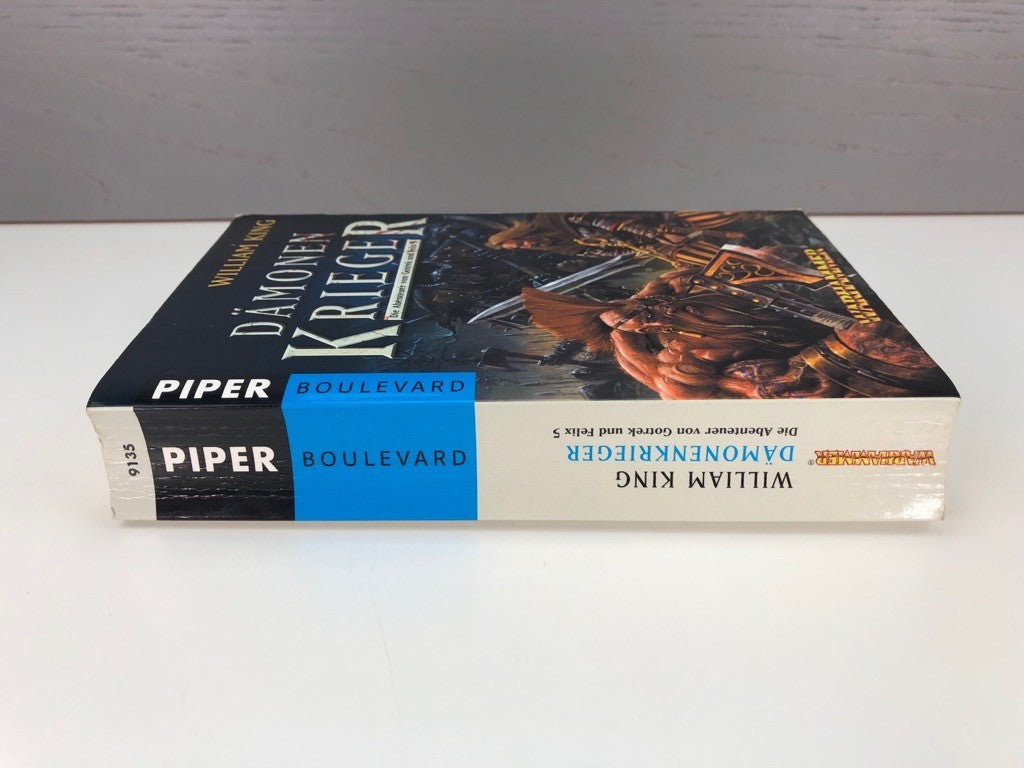 WILLIAM KING
DÄMONEN
KRIEGER
Die Abenteuer von Gotrek und Felix 5
WARHAMMER
PIPER BOULEVARD
9135
PIPER BOULEVARD
WILLIAM KING
DÄMONENKRIEGER
Die Abenteuer von Gotrek und Felix 5
WARHAMMER®